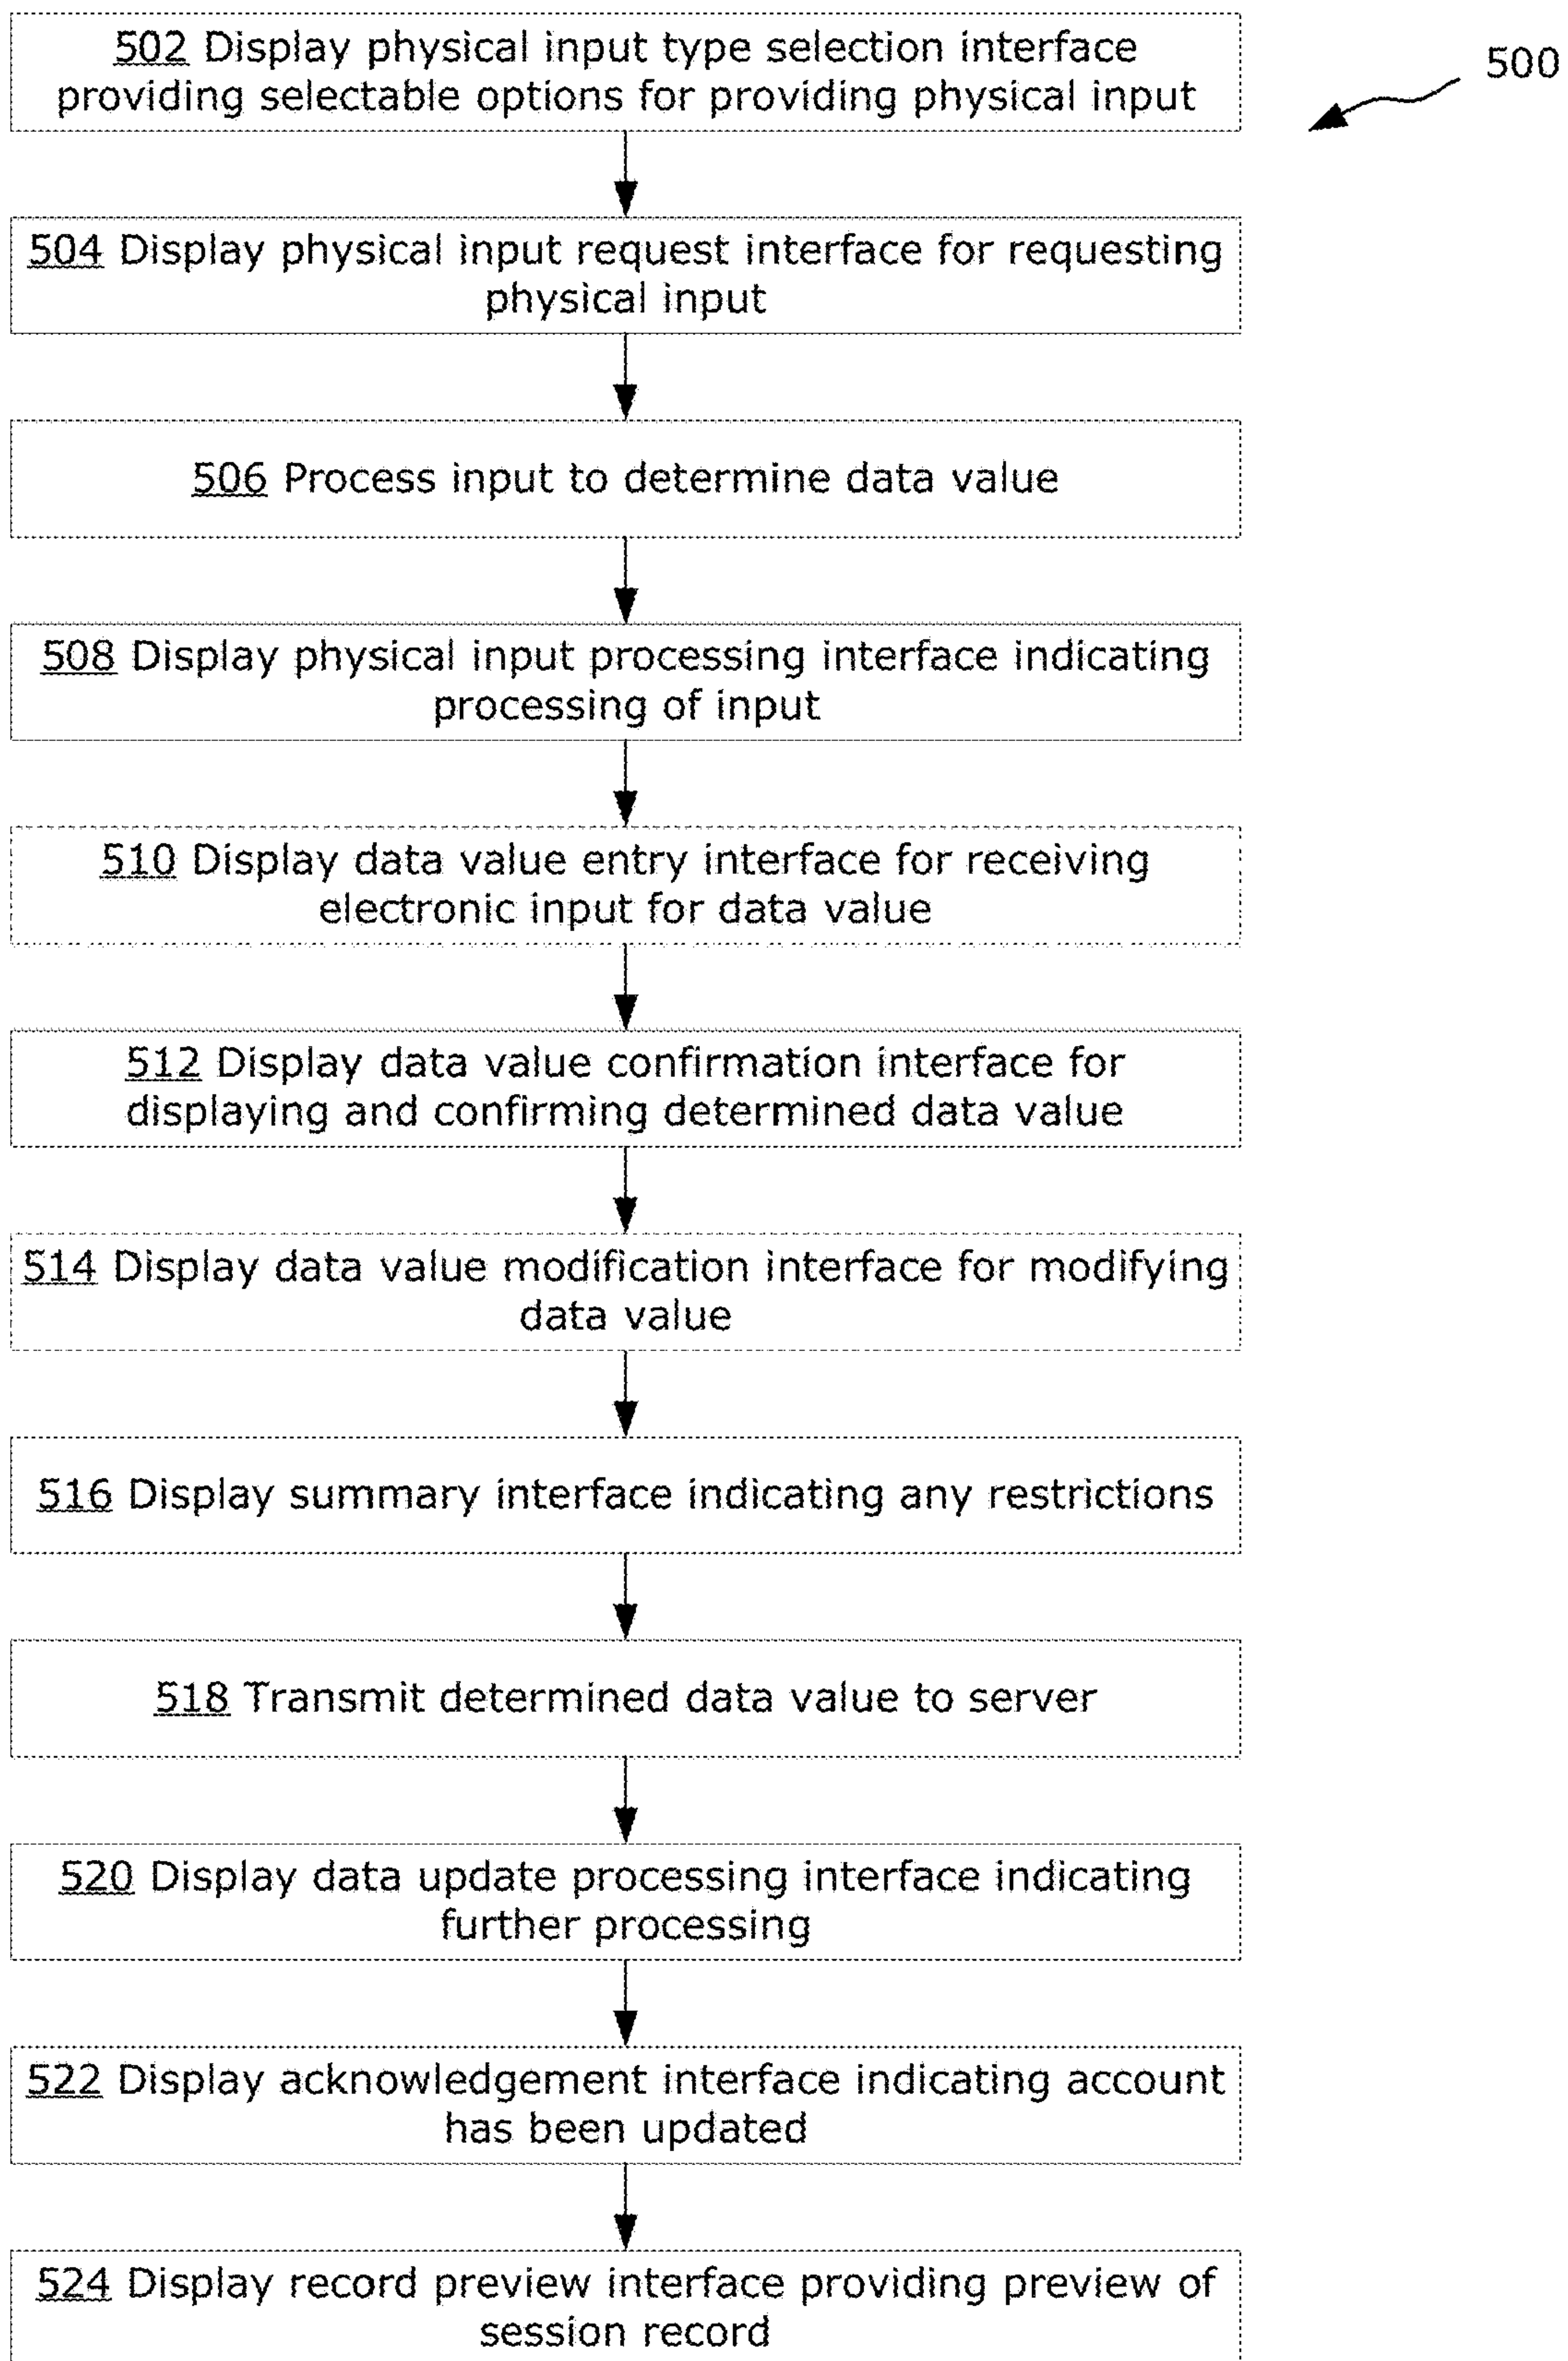 502 Display physical input type selection interface
providing selectable options for providing physical input
500
504 Display physical input request interface for requesting
physical input
506 Process input to determine data value
508 Display physical input processing interface indicating
processing of input
510 Display data value entry interface for receiving
electronic input for data value
512 Display data value confirmation interface for
displaying and confirming determined data value
514 Display data value modification interface for modifying
data value
516 Display summary interface indicating any restrictions
518 Transmit determined data value to server
520 Display data update processing interface indicating
further processing
522 Display acknowledgement interface indicating account
has been updated
524 Display record preview interface providing preview of
session record